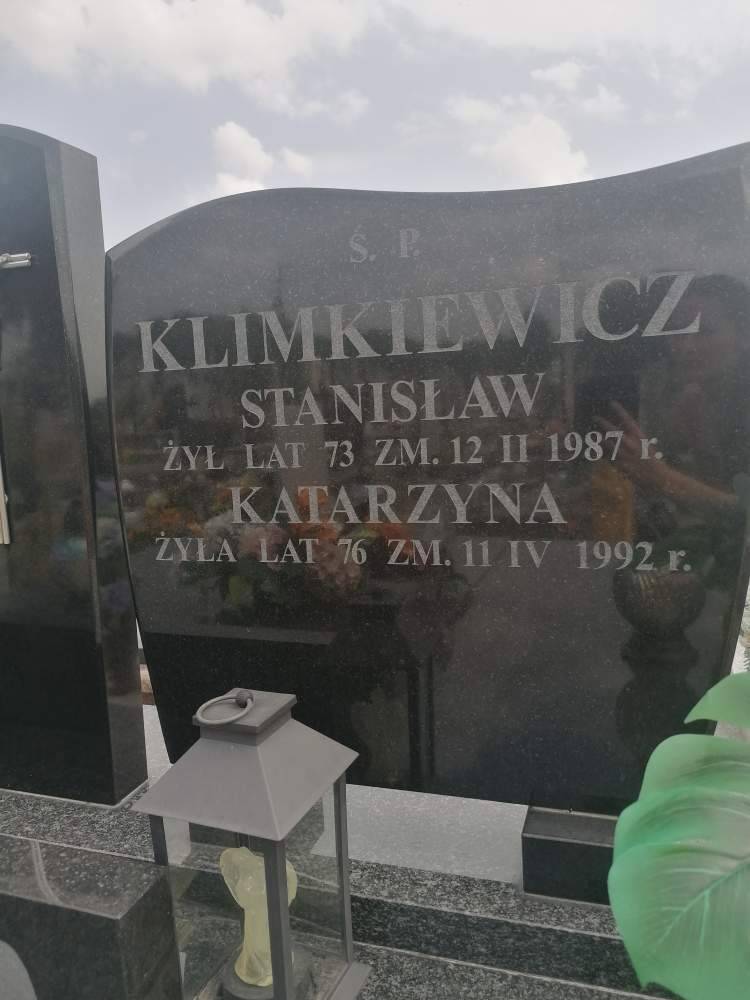 Ś. P.
KLIMKIEWICZ
STANISŁAW
ŻYŁ LAT 73 ZM. 12 II 1987 r.
KATARZYNA
ŻYŁA LAT 76 ZM. 11 IV 1992 r.